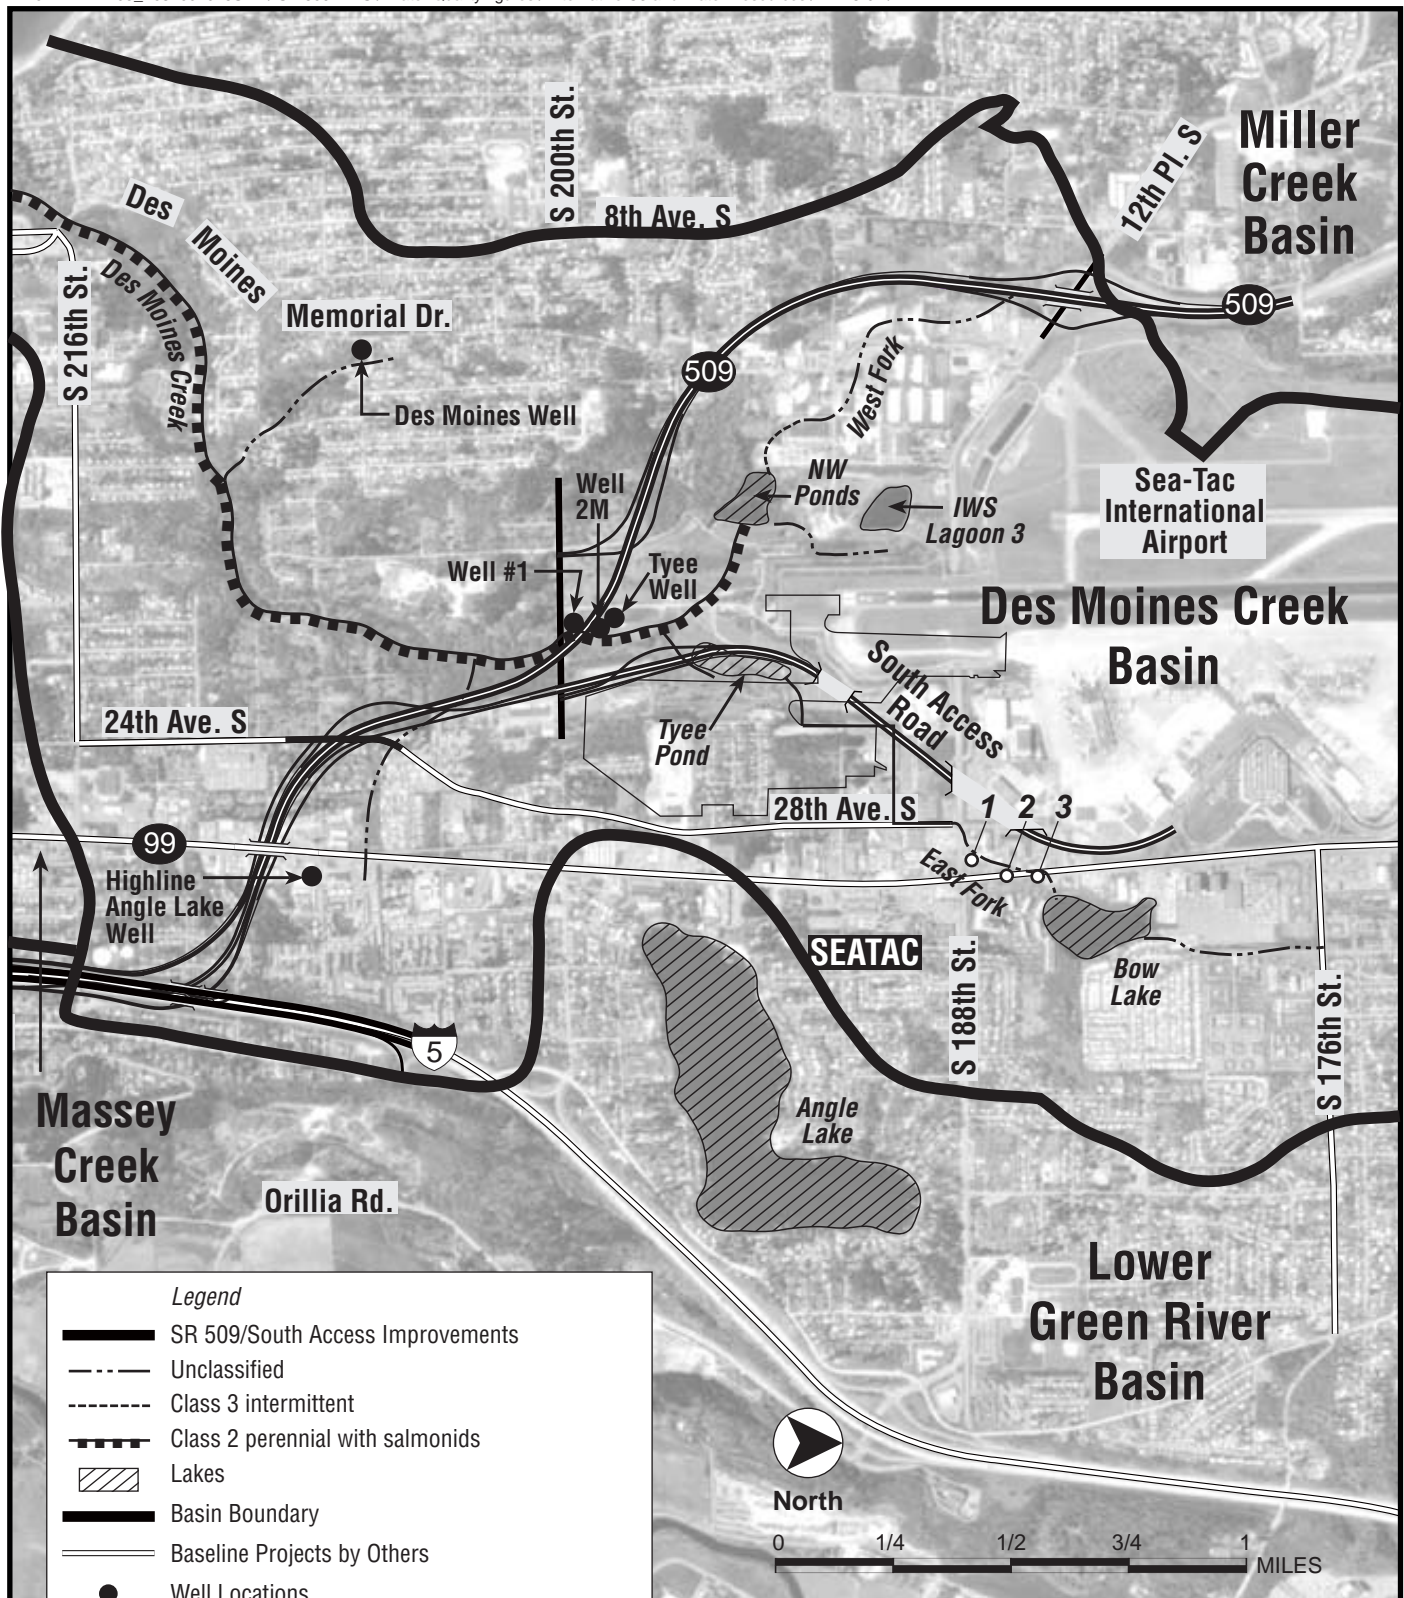 S 200th St.
8th Ave. S
12th Pl. S
Miller
Creek
Basin
Des
Moines
Memorial Dr.
S 216th St.
Des Moines Creek
Des Moines Well
509
509
West Fork
NW
Ponds
IWS
Lagoon 3
Sea-Tac
International
Airport
Well
2M
Well #1
Tyee
Well
Des Moines Creek
Basin
South Access
Road
24th Ave. S
Tyee
Pond
28th Ave. S
1 2 3
99
Highline
Angle Lake
Well
East Fork
SEATAC
S 188th St.
Bow
Lake
S 176th St.
5
Massey
Creek
Basin
Angle
Lake
Orillia Rd.
Lower
Green River
Basin
Legend
SR 509/South Access Improvements
Unclassified
Class 3 intermittent
Class 2 perennial with salmonids
Lakes
Basin Boundary
Baseline Projects by Others
Well Locations
North
0 1/4 1/2 3/4 1
MILES